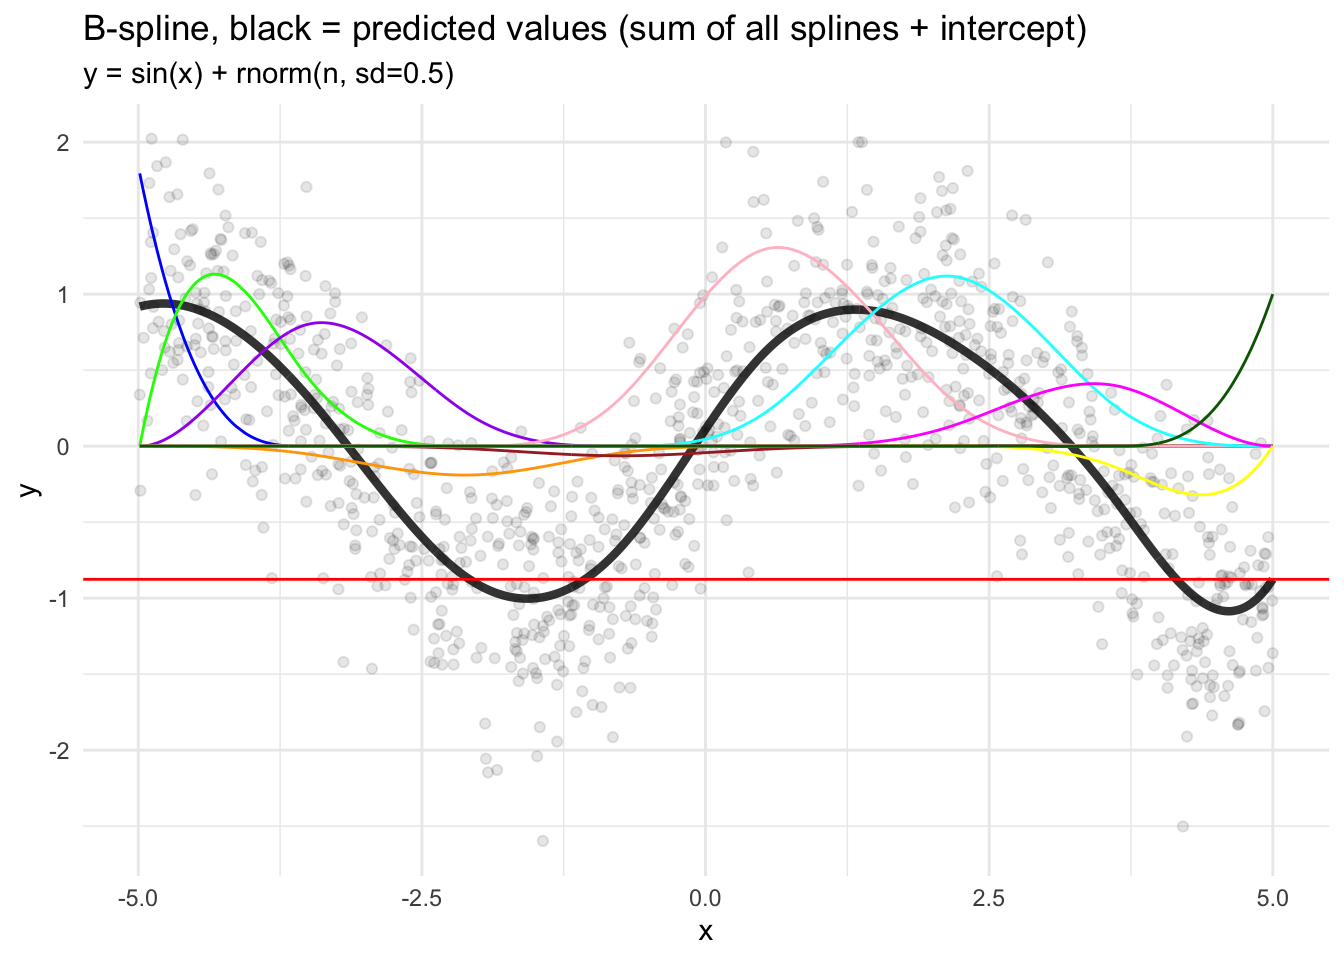 B-spline, black = predicted values (sum of all splines + intercept)
y = sin(x) + rnorm(n, sd=0.5)
2
1
0
-1
-2
y
-5.0 -2.5 0.0 2.5 5.0
x